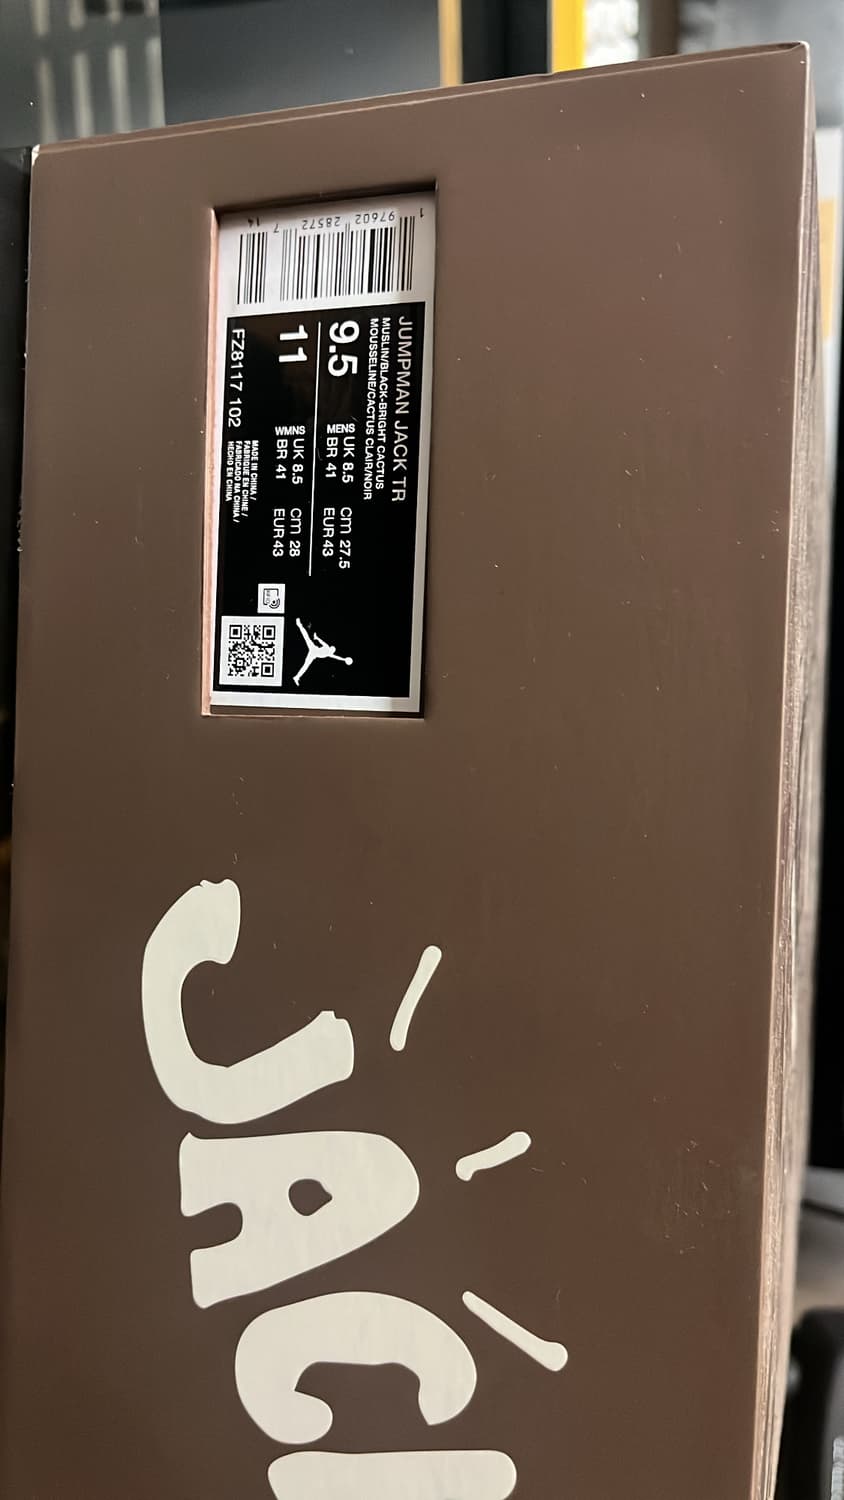 1 97602 28572 7 14
JUMPMAN JACK TR
MUSLIN/BLACK-BRIGHT CACTUS
MOUSSELINE/CACTUS CLAIR/NOIR
9.5
MENS UK 8.5 cm 27.5
BR 41 EUR 43
11
WMNS UK 8.5 cm 28
BR 41 EUR 43
FZ8117 102
MADE IN CHINA /
FABRIQUE EN CHINE /
FABRICADO NA CHINA /
HECHO EN CHINA
JAC